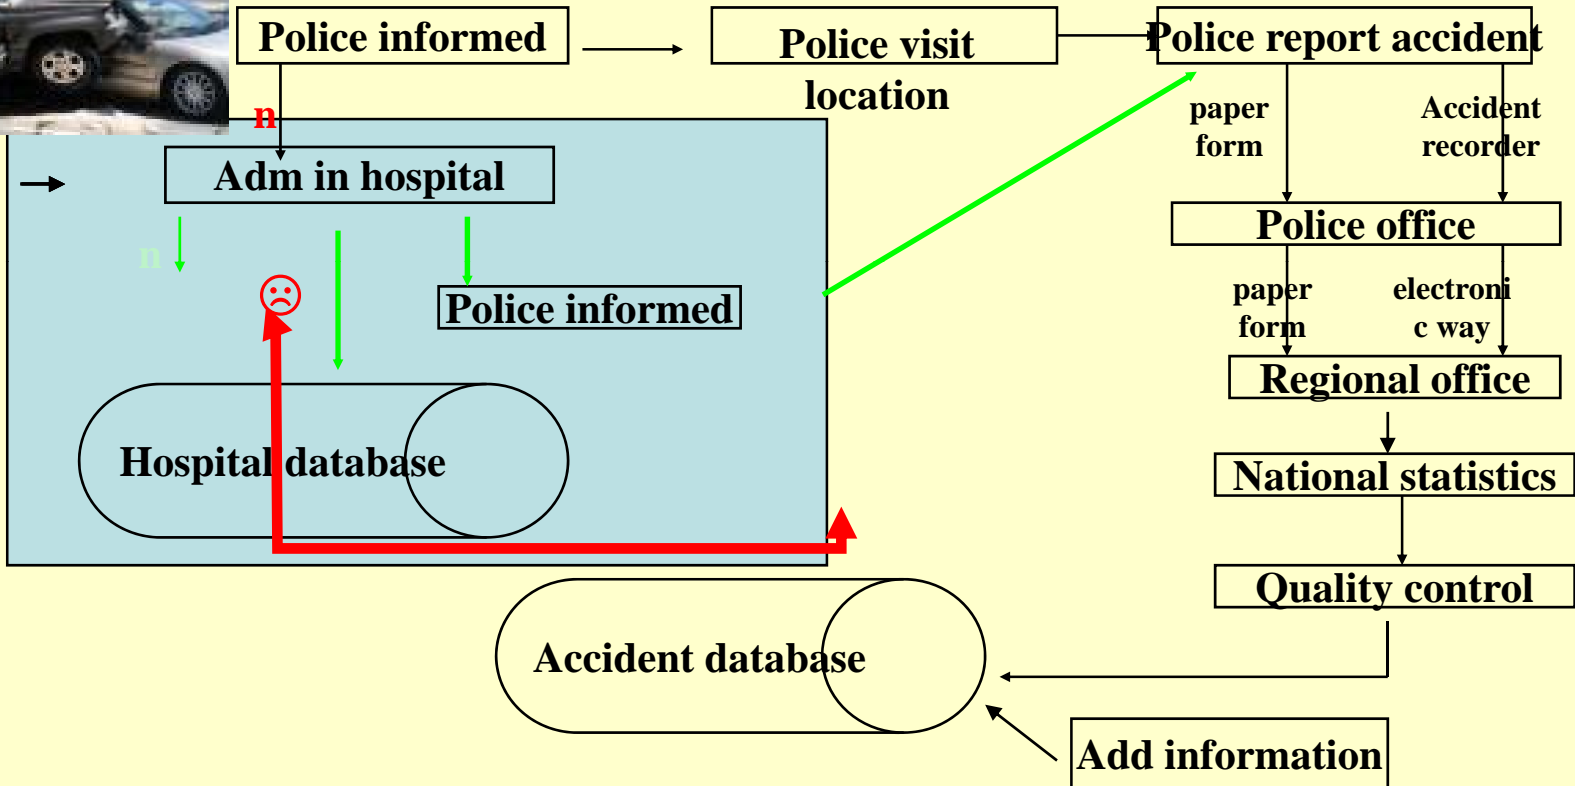 Police informed
Police visit
location
Police report accident
n
paper
form
Accident
recorder
Adm in hospital
Police office
n
Police informed
paper
form
electroni
c way
Regional office
Hospital database
National statistics
Quality control
Accident database
Add information